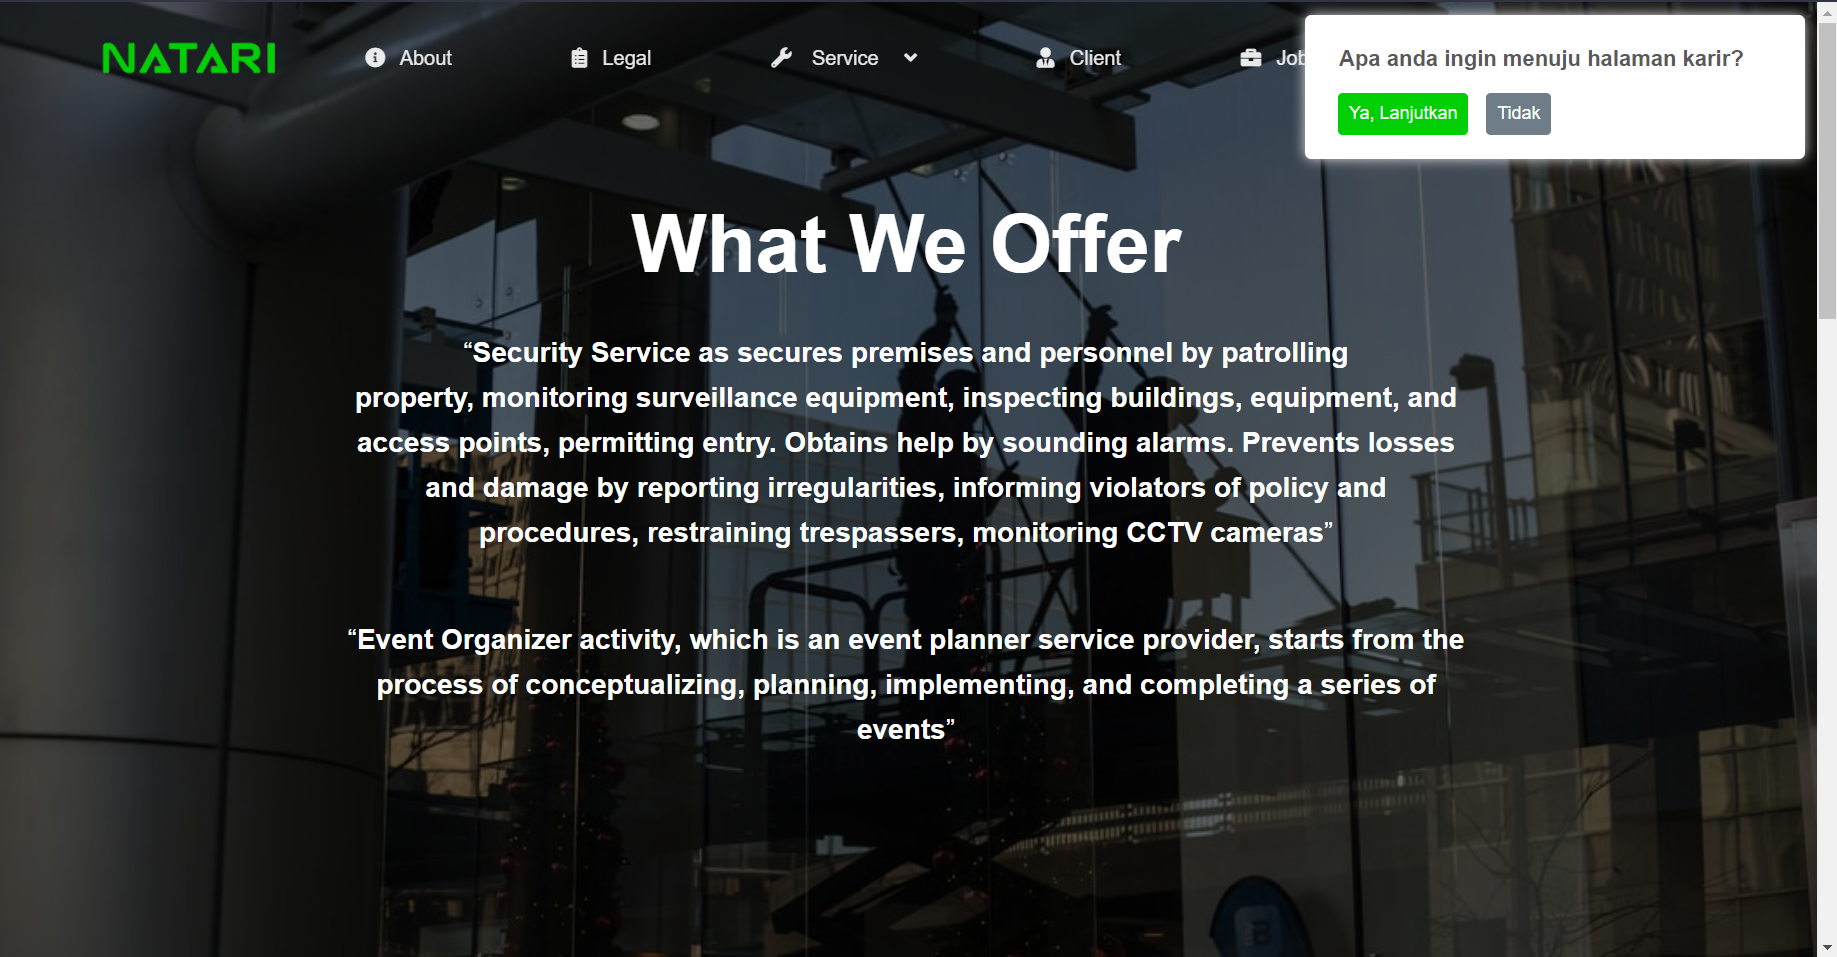 NATARI
About
Legal
Service
Client
Job
Apa anda ingin menuju halaman karir?
Ya, Lanjutkan
Tidak
What We Offer
“Security Service as secures premises and personnel by patrolling
property, monitoring surveillance equipment, inspecting buildings, equipment, and
access points, permitting entry. Obtains help by sounding alarms. Prevents losses
and damage by reporting irregularities, informing violators of policy and
procedures, restraining trespassers, monitoring CCTV cameras”
“Event Organizer activity, which is an event planner service provider, starts from the
process of conceptualizing, planning, implementing, and completing a series of
events”